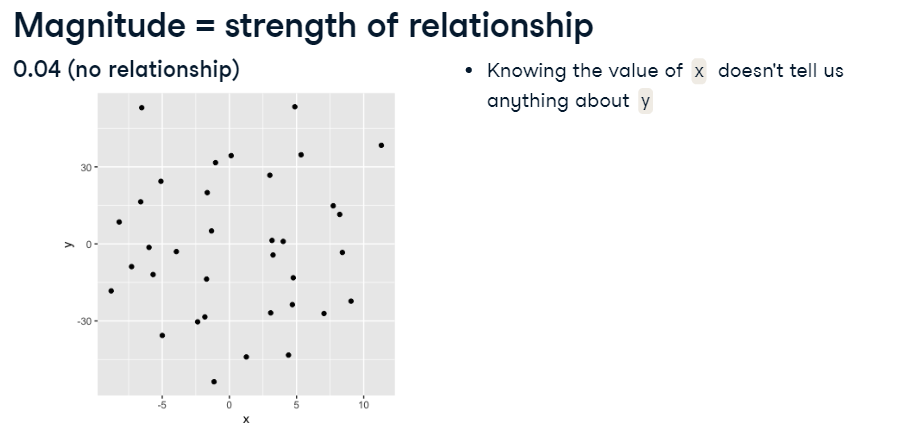 Magnitude = strength of relationship
0.04 (no relationship)
• Knowing the value of x doesn't tell us
anything about y
30
0
-30
y
-5 0 5 10
x